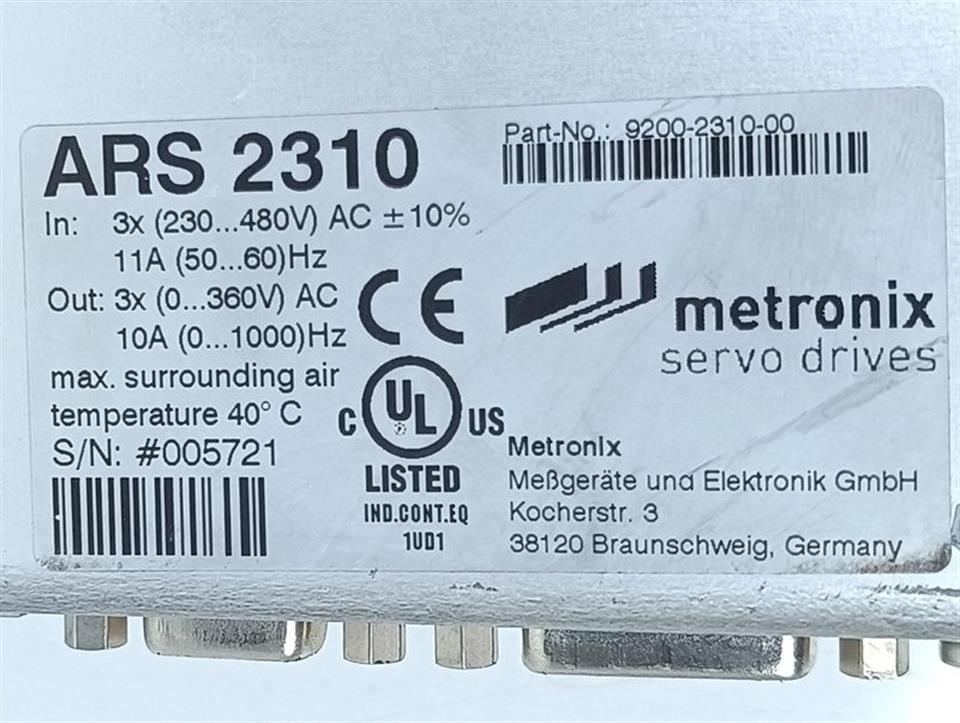 ARS 2310
Part-No.: 9200-2310-00
In: 3x (230...480V) AC ±10%
11A (50...60)Hz
Out: 3x (0...360V) AC
10A (0...1000)Hz
max. surrounding air
temperature 40° C
S/N: #005721
CE
C UL US
LISTED
IND.CONT.EQ
1UD1
metronix
servo drives
Metronix
Meßgeräte und Elektronik GmbH
Kocherstr. 3
38120 Braunschweig, Germany